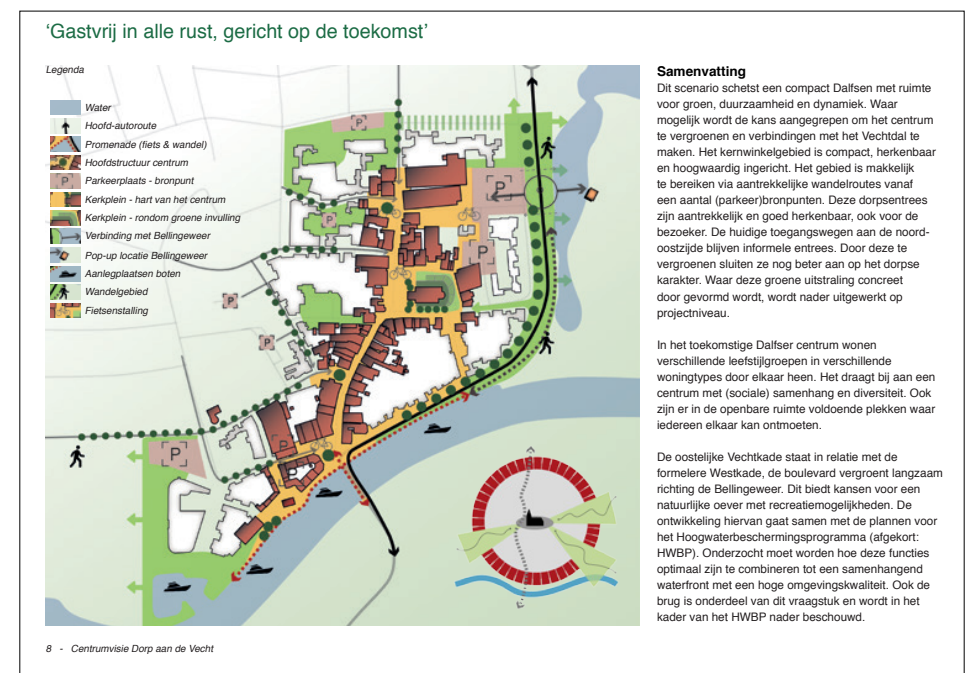 ‘Gastvrij in alle rust, gericht op de toekomst’
Legenda
Water
Hoofd-autoroute
Promenade (fiets & wandel)
Hoofdstructuur centrum
P
Parkeerplaats - bronpunt
Kerkplein - hart van het centrum
Kerkplein - rondom groene invulling
Verbinding met Bellingeweer
Pop-up locatie Bellingeweer
Aanlegplaatsen boten
Wandelgebied
Fietsenstalling
P
P
P
P
P
P
P
Samenvatting
Dit scenario schetst een compact Dalfsen met ruimte
voor groen, duurzaamheid en dynamiek. Waar
mogelijk wordt de kans aangegrepen om het centrum
te vergroenen en verbindingen met het Vechtdal te
maken. Het kernwinkelgebied is compact, herkenbaar
en hoogwaardig ingericht. Het gebied is makkelijk
te bereiken via aantrekkelijke wandelroutes vanaf
een aantal (parkeer)bronpunten. Deze dorpsentrees
zijn aantrekkelijk en goed herkenbaar, ook voor de
bezoeker. De huidige toegangswegen aan de noord-
oostzijde blijven informele entrees. Door deze te
vergroenen sluiten ze nog beter aan op het dorpse
karakter. Waar deze groene uitstraling concreet
door gevormd wordt, wordt nader uitgewerkt op
projectniveau.
In het toekomstige Dalfser centrum wonen
verschillende leefstijlgroepen in verschillende
woningtypes door elkaar heen. Het draagt bij aan een
centrum met (sociale) samenhang en diversiteit. Ook
zijn er in de openbare ruimte voldoende plekken waar
iedereen elkaar kan ontmoeten.
De oostelijke Vechtkade staat in relatie met de
formelere Westkade, de boulevard vergroent langzaam
richting de Bellingeweer. Dit biedt kansen voor een
natuurlijke oever met recreatiemogelijkheden. De
ontwikkeling hiervan gaat samen met de plannen voor
het Hoogwaterbeschermingsprogramma (afgekort:
HWBP). Onderzocht moet worden hoe deze functies
optimaal zijn te combineren tot een samenhangend
waterfront met een hoge omgevingskwaliteit. Ook de
brug is onderdeel van dit vraagstuk en wordt in het
kader van het HWBP nader beschouwd.
8 - Centrumvisie Dorp aan de Vecht